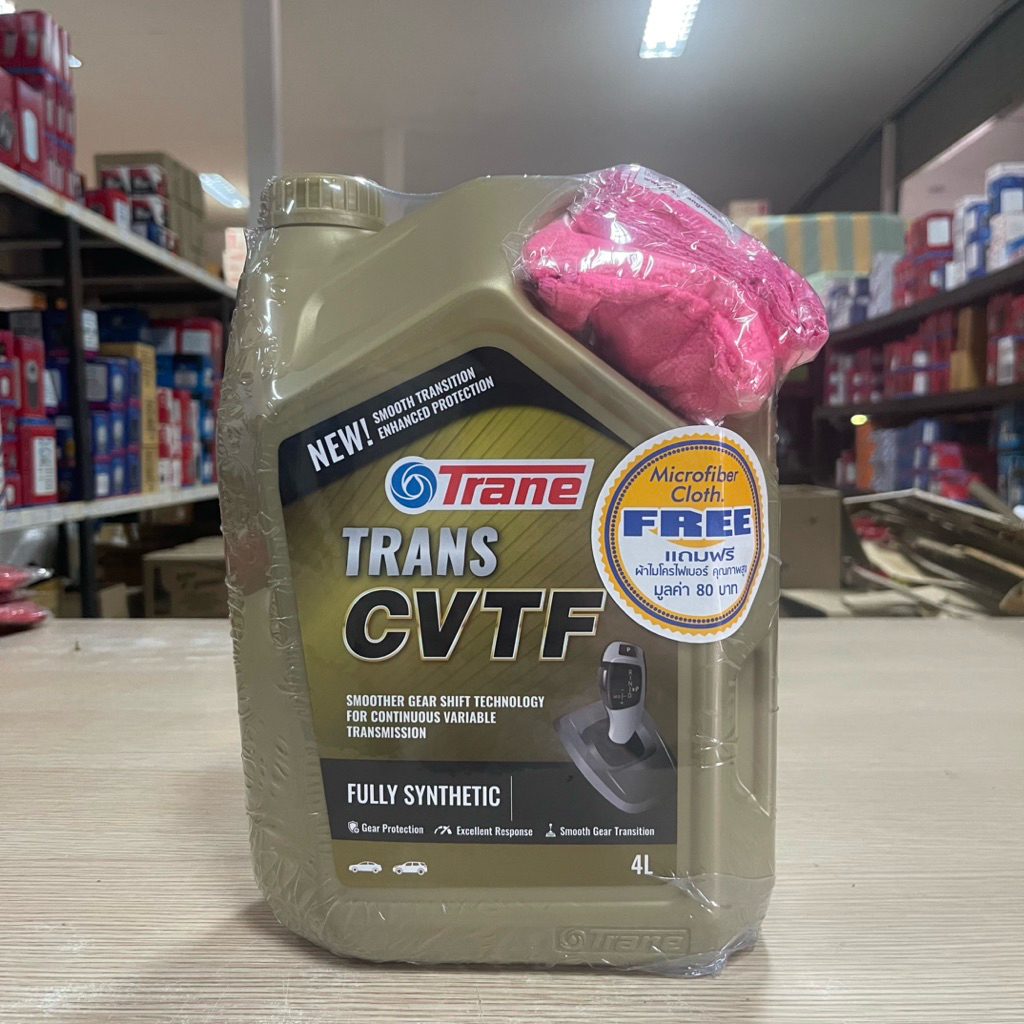 NEW! SMOOTH TRANSITION
ENHANCED PROTECTION
Trane
TRANS
CVTF
Microfiber
Cloth.
FREE
แถมฟรี
ผ้าไมโครไฟเบอร์ คุณภาพสูง
มูลค่า 80 บาท
SMOOTHER GEAR SHIFT TECHNOLOGY
FOR CONTINUOUS VARIABLE
TRANSMISSION
FULLY SYNTHETIC
Gear Protection Excellent Response Smooth Gear Transition
4L
Trane